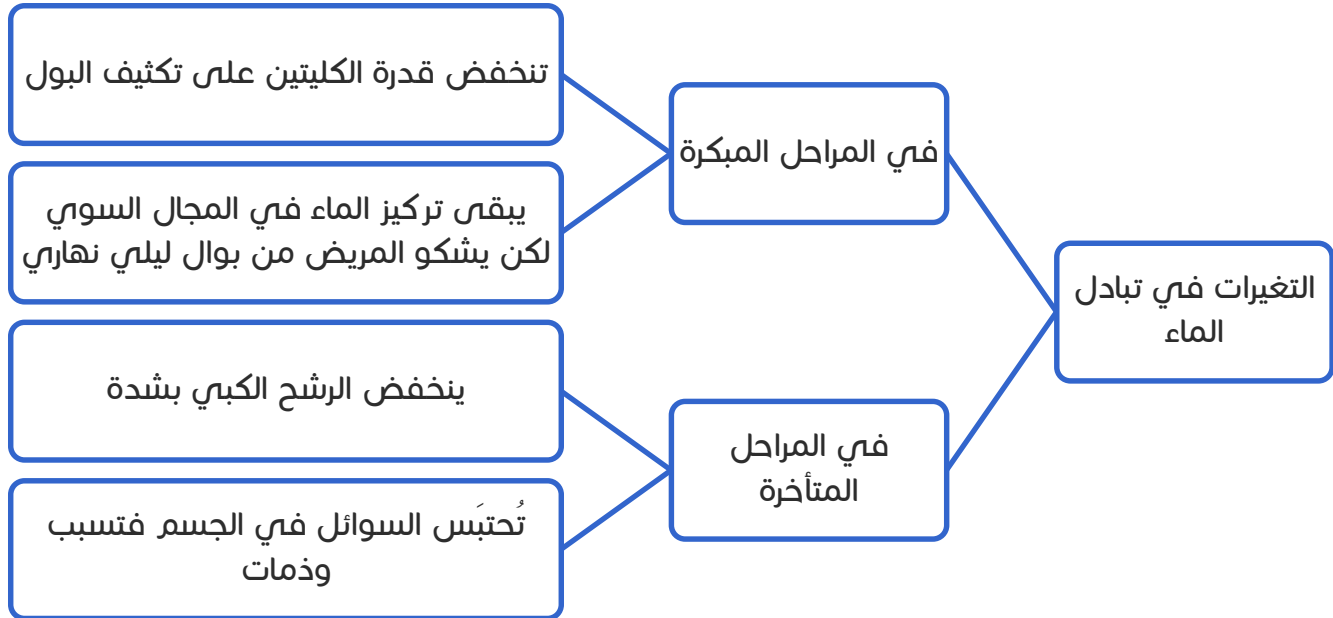 التغيرات في تبادل
الماء
في المراحل المبكرة
تنخفض قدرة الكليتين على تكثيف البول
يبقى تركيز الماء في المجال السوي
لكن يشكو المريض من بوال ليلي نهاري
في المراحل
المتأخرة
ينخفض الرشح الكبي بشدة
تُحتبَس السوائل في الجسم فتسبب
وذمات